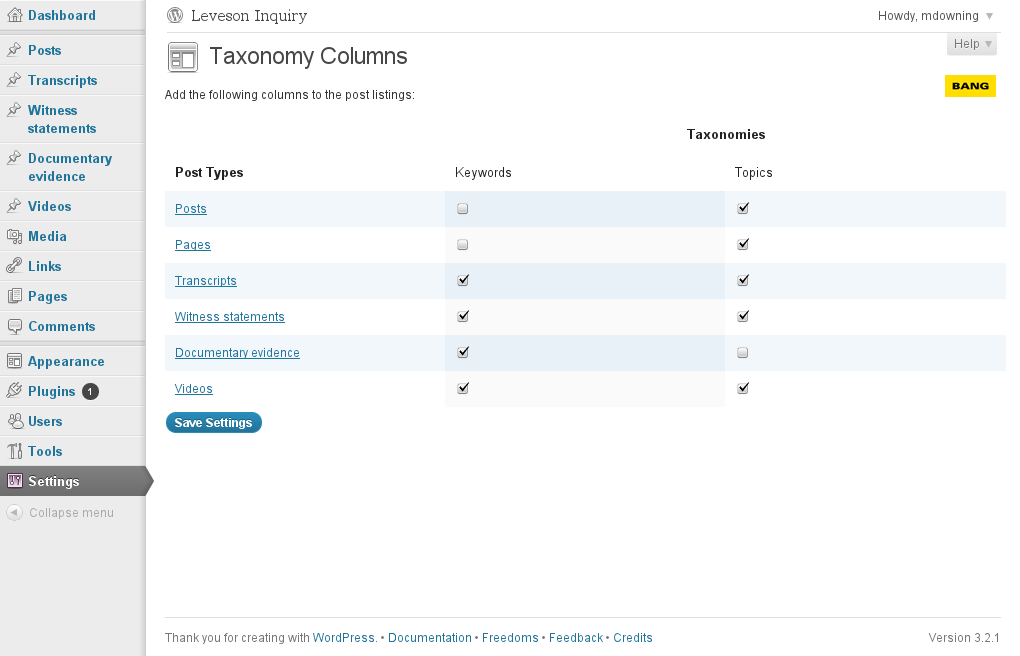 Dashboard
Posts
Transcripts
Witness
statements
Documentary
evidence
Videos
Media
Links
Pages
Comments
Appearance
Plugins 1
Users
Tools
Settings
Collapse menu
Leveson Inquiry
Howdy, mdowning
Help
Taxonomy Columns
BANG
Add the following columns to the post listings:
Taxonomies
Post Types Keywords Topics
Posts
Pages
Transcripts
Witness statements
Documentary evidence
Videos
Save Settings
Thank you for creating with WordPress. • Documentation • Freedoms • Feedback • Credits
Version 3.2.1